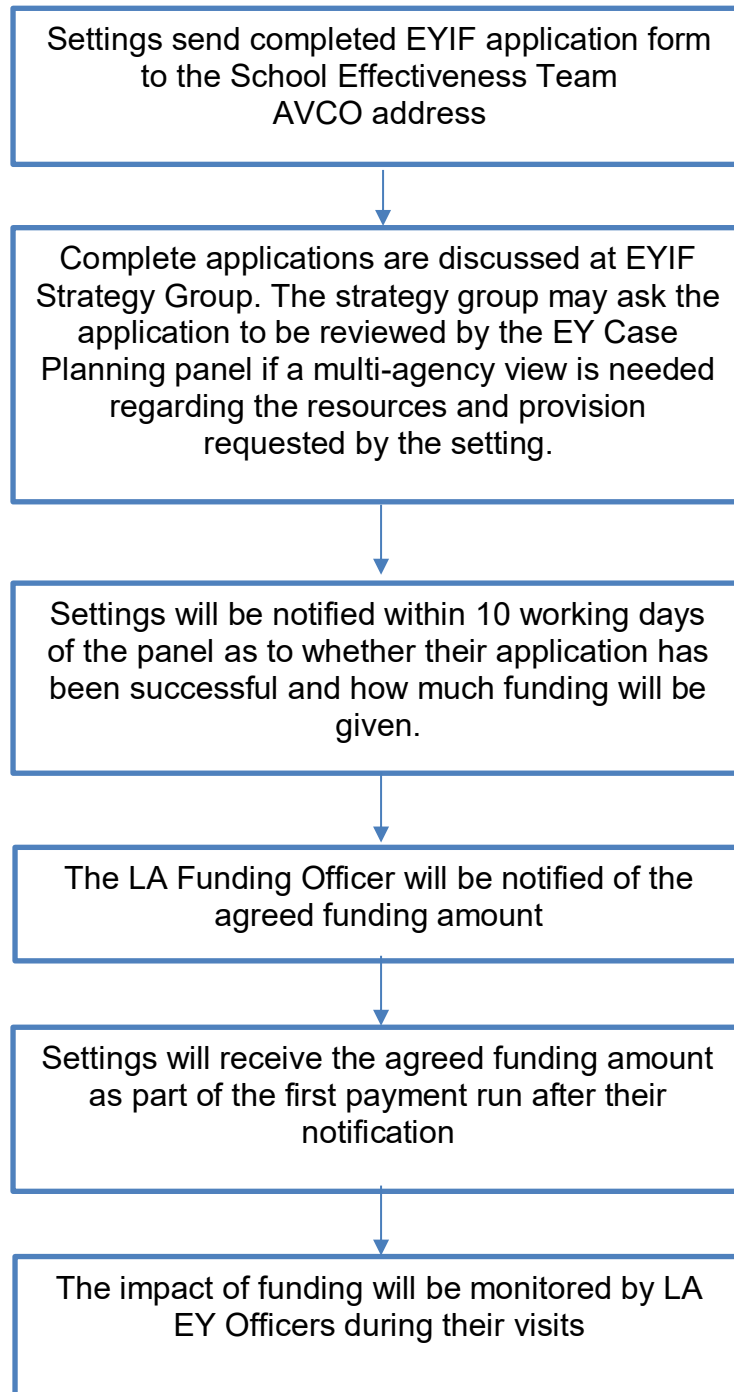 Settings send completed EYIF application form
to the School Effectiveness Team
AVCO address
Complete applications are discussed at EYIF
Strategy Group. The strategy group may ask the
application to be reviewed by the EY Case
Planning panel if a multi-agency view is needed
regarding the resources and provision
requested by the setting.
Settings will be notified within 10 working days
of the panel as to whether their application has
been successful and how much funding will be
given.
The LA Funding Officer will be notified of the
agreed funding amount
Settings will receive the agreed funding amount
as part of the first payment run after their
notification
The impact of funding will be monitored by LA
EY Officers during their visits